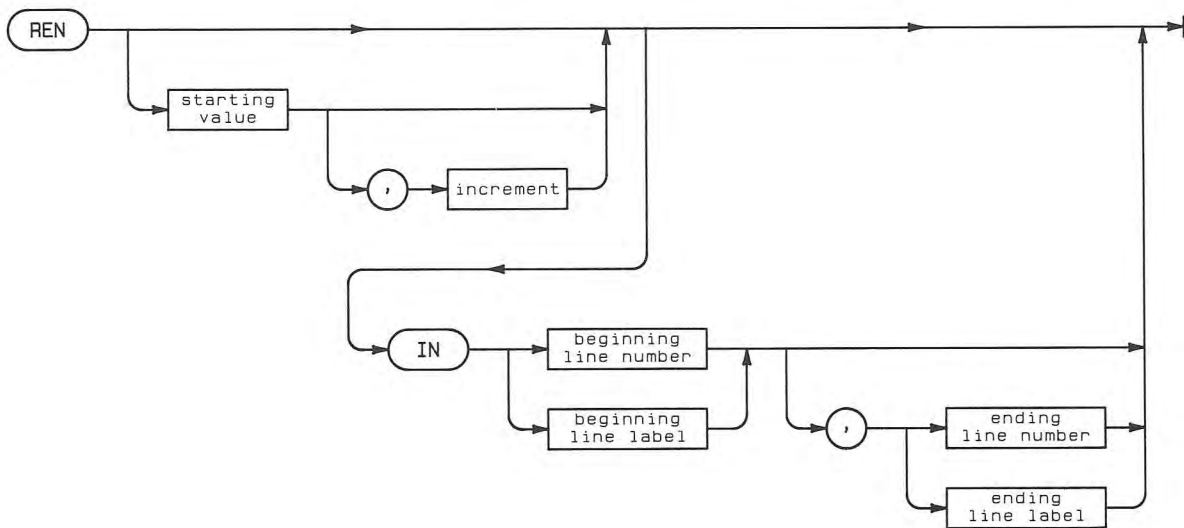 REN
starting
value
,
increment
IN
beginning
line number
beginning
line label
,
ending
line number
ending
line label